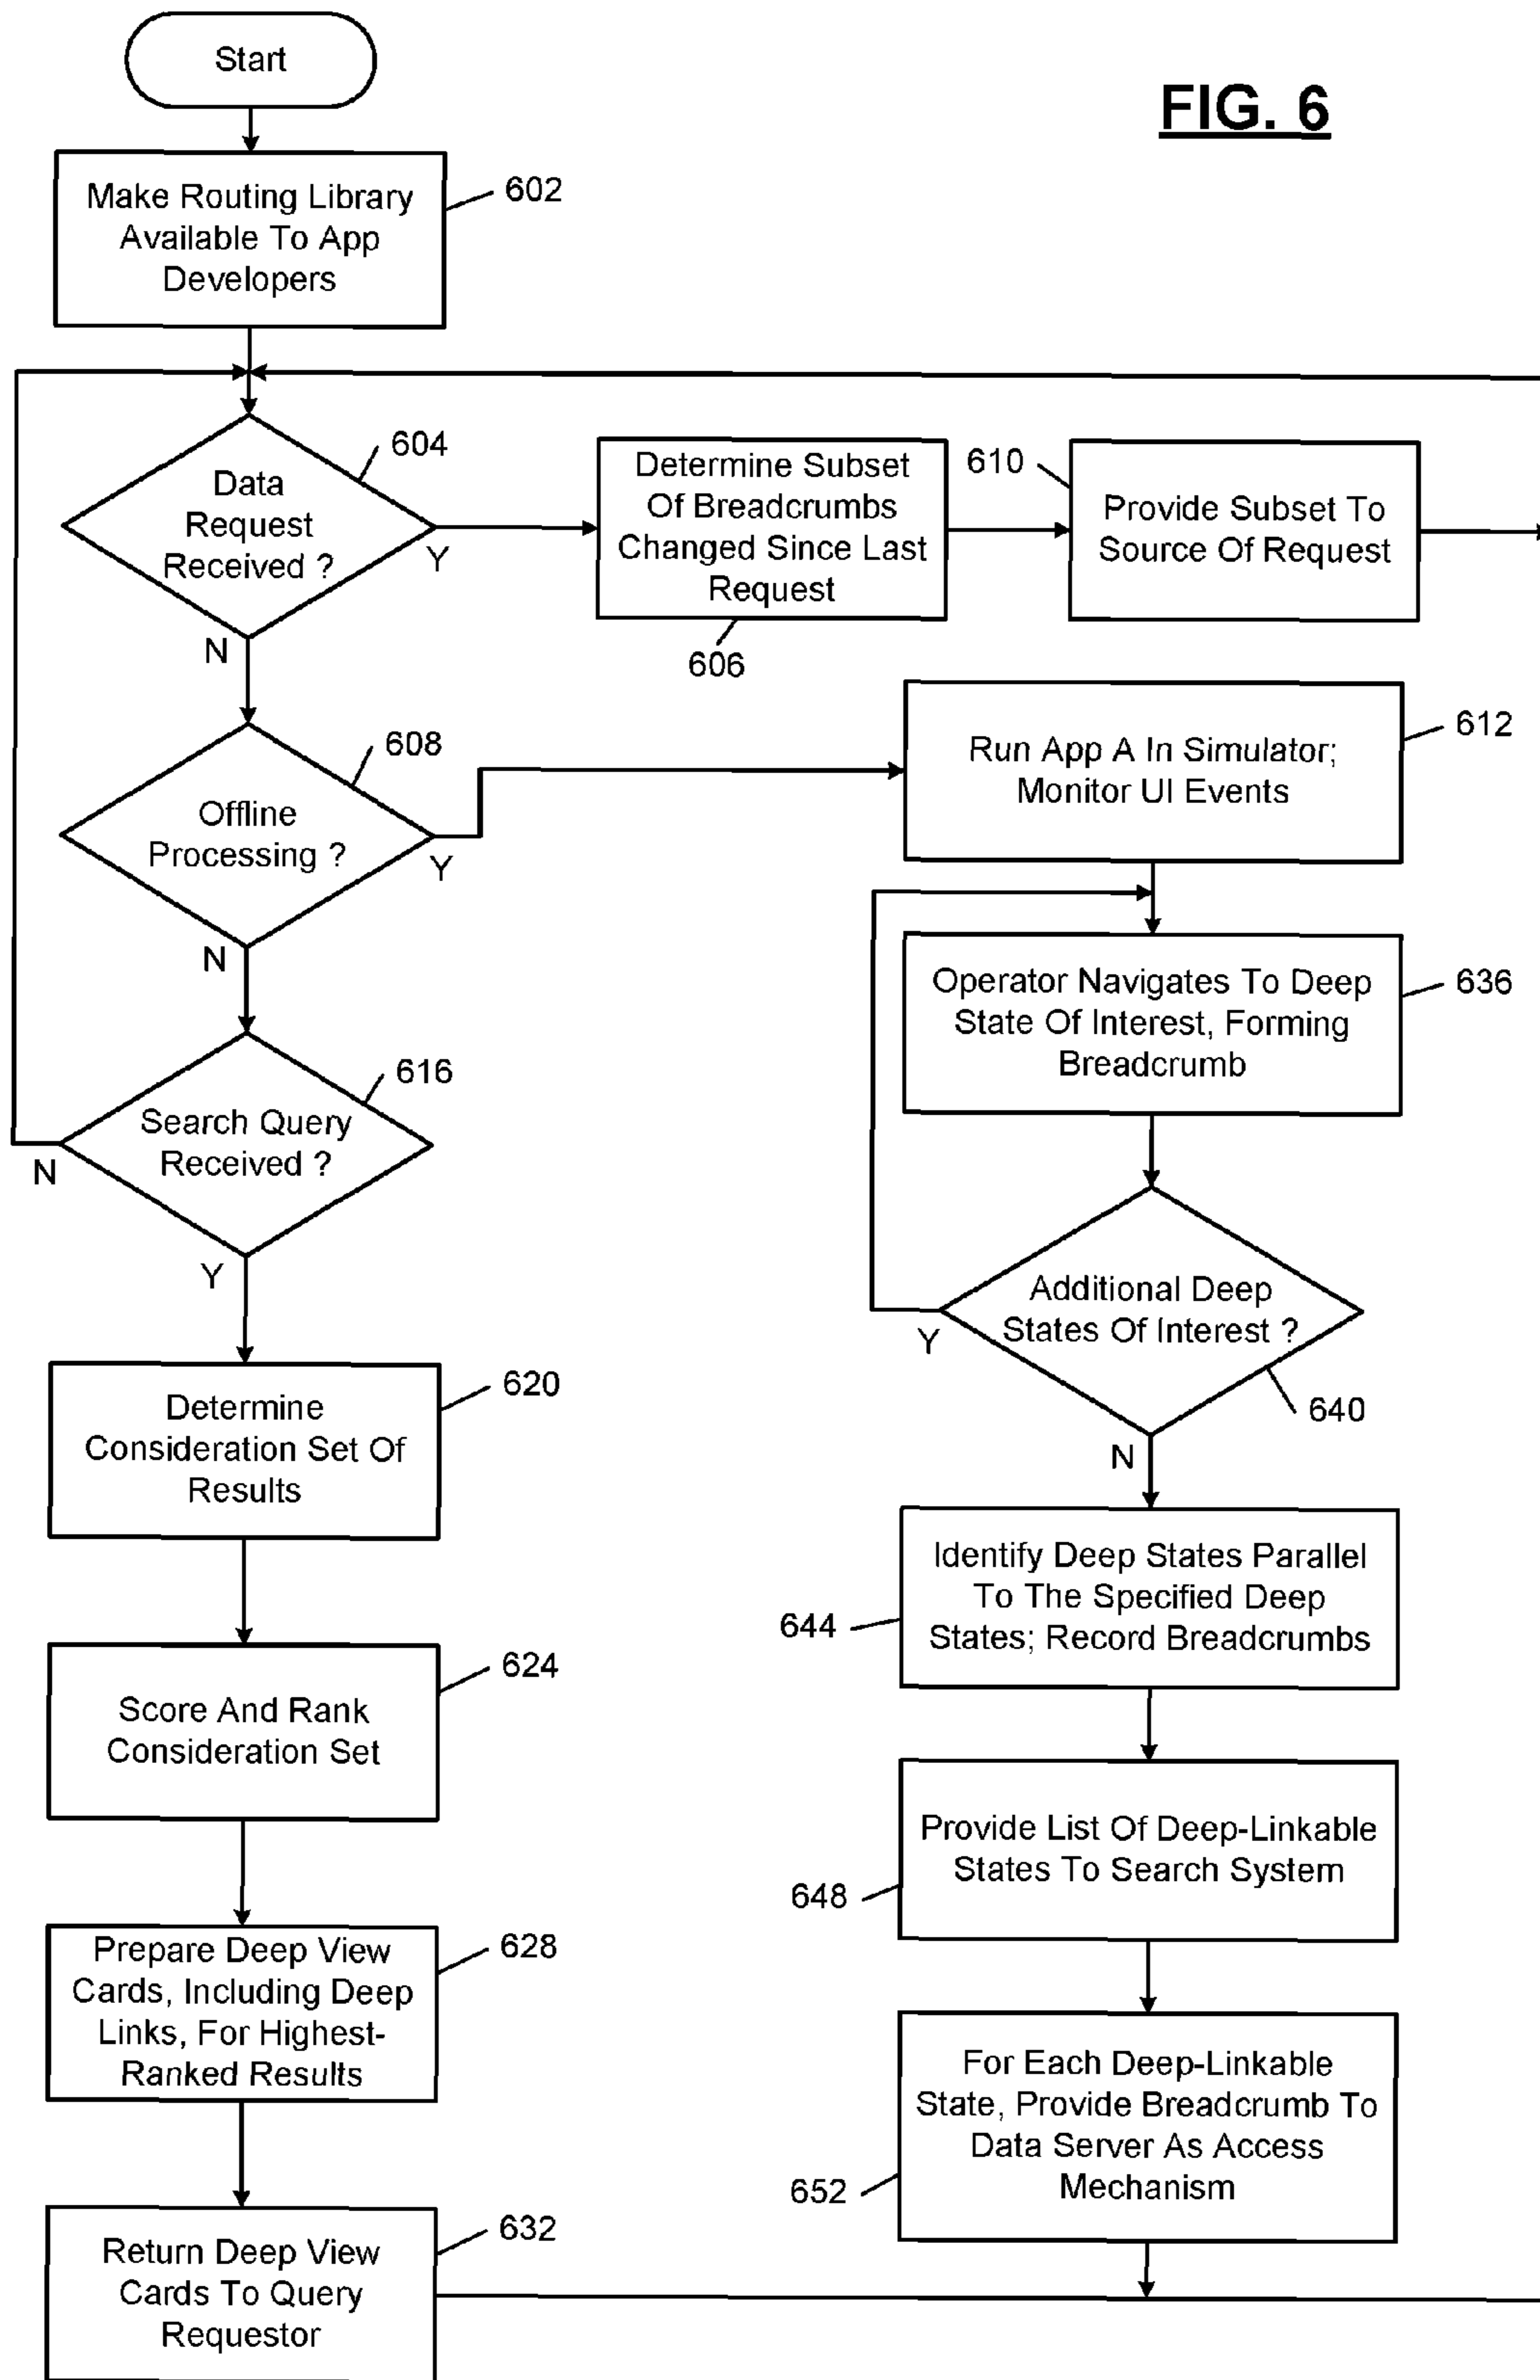 Start
FIG. 6
Make Routing Library
Available To App
Developers
602
604
Data
Request
Received ?
Y
N
Determine Subset
Of Breadcrumbs
Changed Since Last
Request
606
610
Provide Subset To
Source Of Request
608
Offline
Processing ?
Y
N
612
Run App A In Simulator;
Monitor UI Events
636
Operator Navigates To Deep
State Of Interest, Forming
Breadcrumb
616
Search Query
Received ?
N
Y
Additional Deep
States Of Interest ?
Y
640
N
620
Determine
Consideration Set Of
Results
644
Identify Deep States Parallel
To The Specified Deep
States; Record Breadcrumbs
624
Score And Rank
Consideration Set
648
Provide List Of Deep-Linkable
States To Search System
628
Prepare Deep View
Cards, Including Deep
Links, For Highest-
Ranked Results
652
For Each Deep-Linkable
State, Provide Breadcrumb To
Data Server As Access
Mechanism
632
Return Deep View
Cards To Query
Requestor